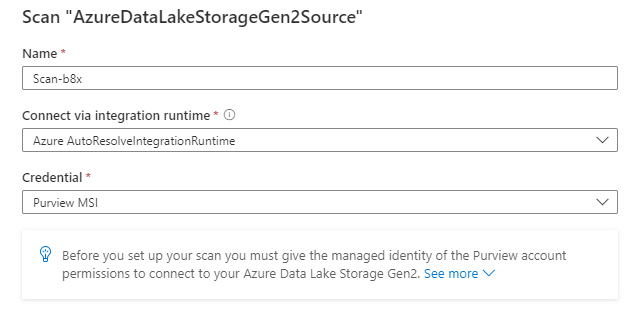 Scan "AzureDataLakeStorageGen2Source"
Name *
Scan-b8x
Connect via integration runtime *
Azure AutoResolveIntegrationRuntime
Credential *
Purview MSI
Before you set up your scan you must give the managed identity of the Purview account
permissions to connect to your Azure Data Lake Storage Gen2. See more